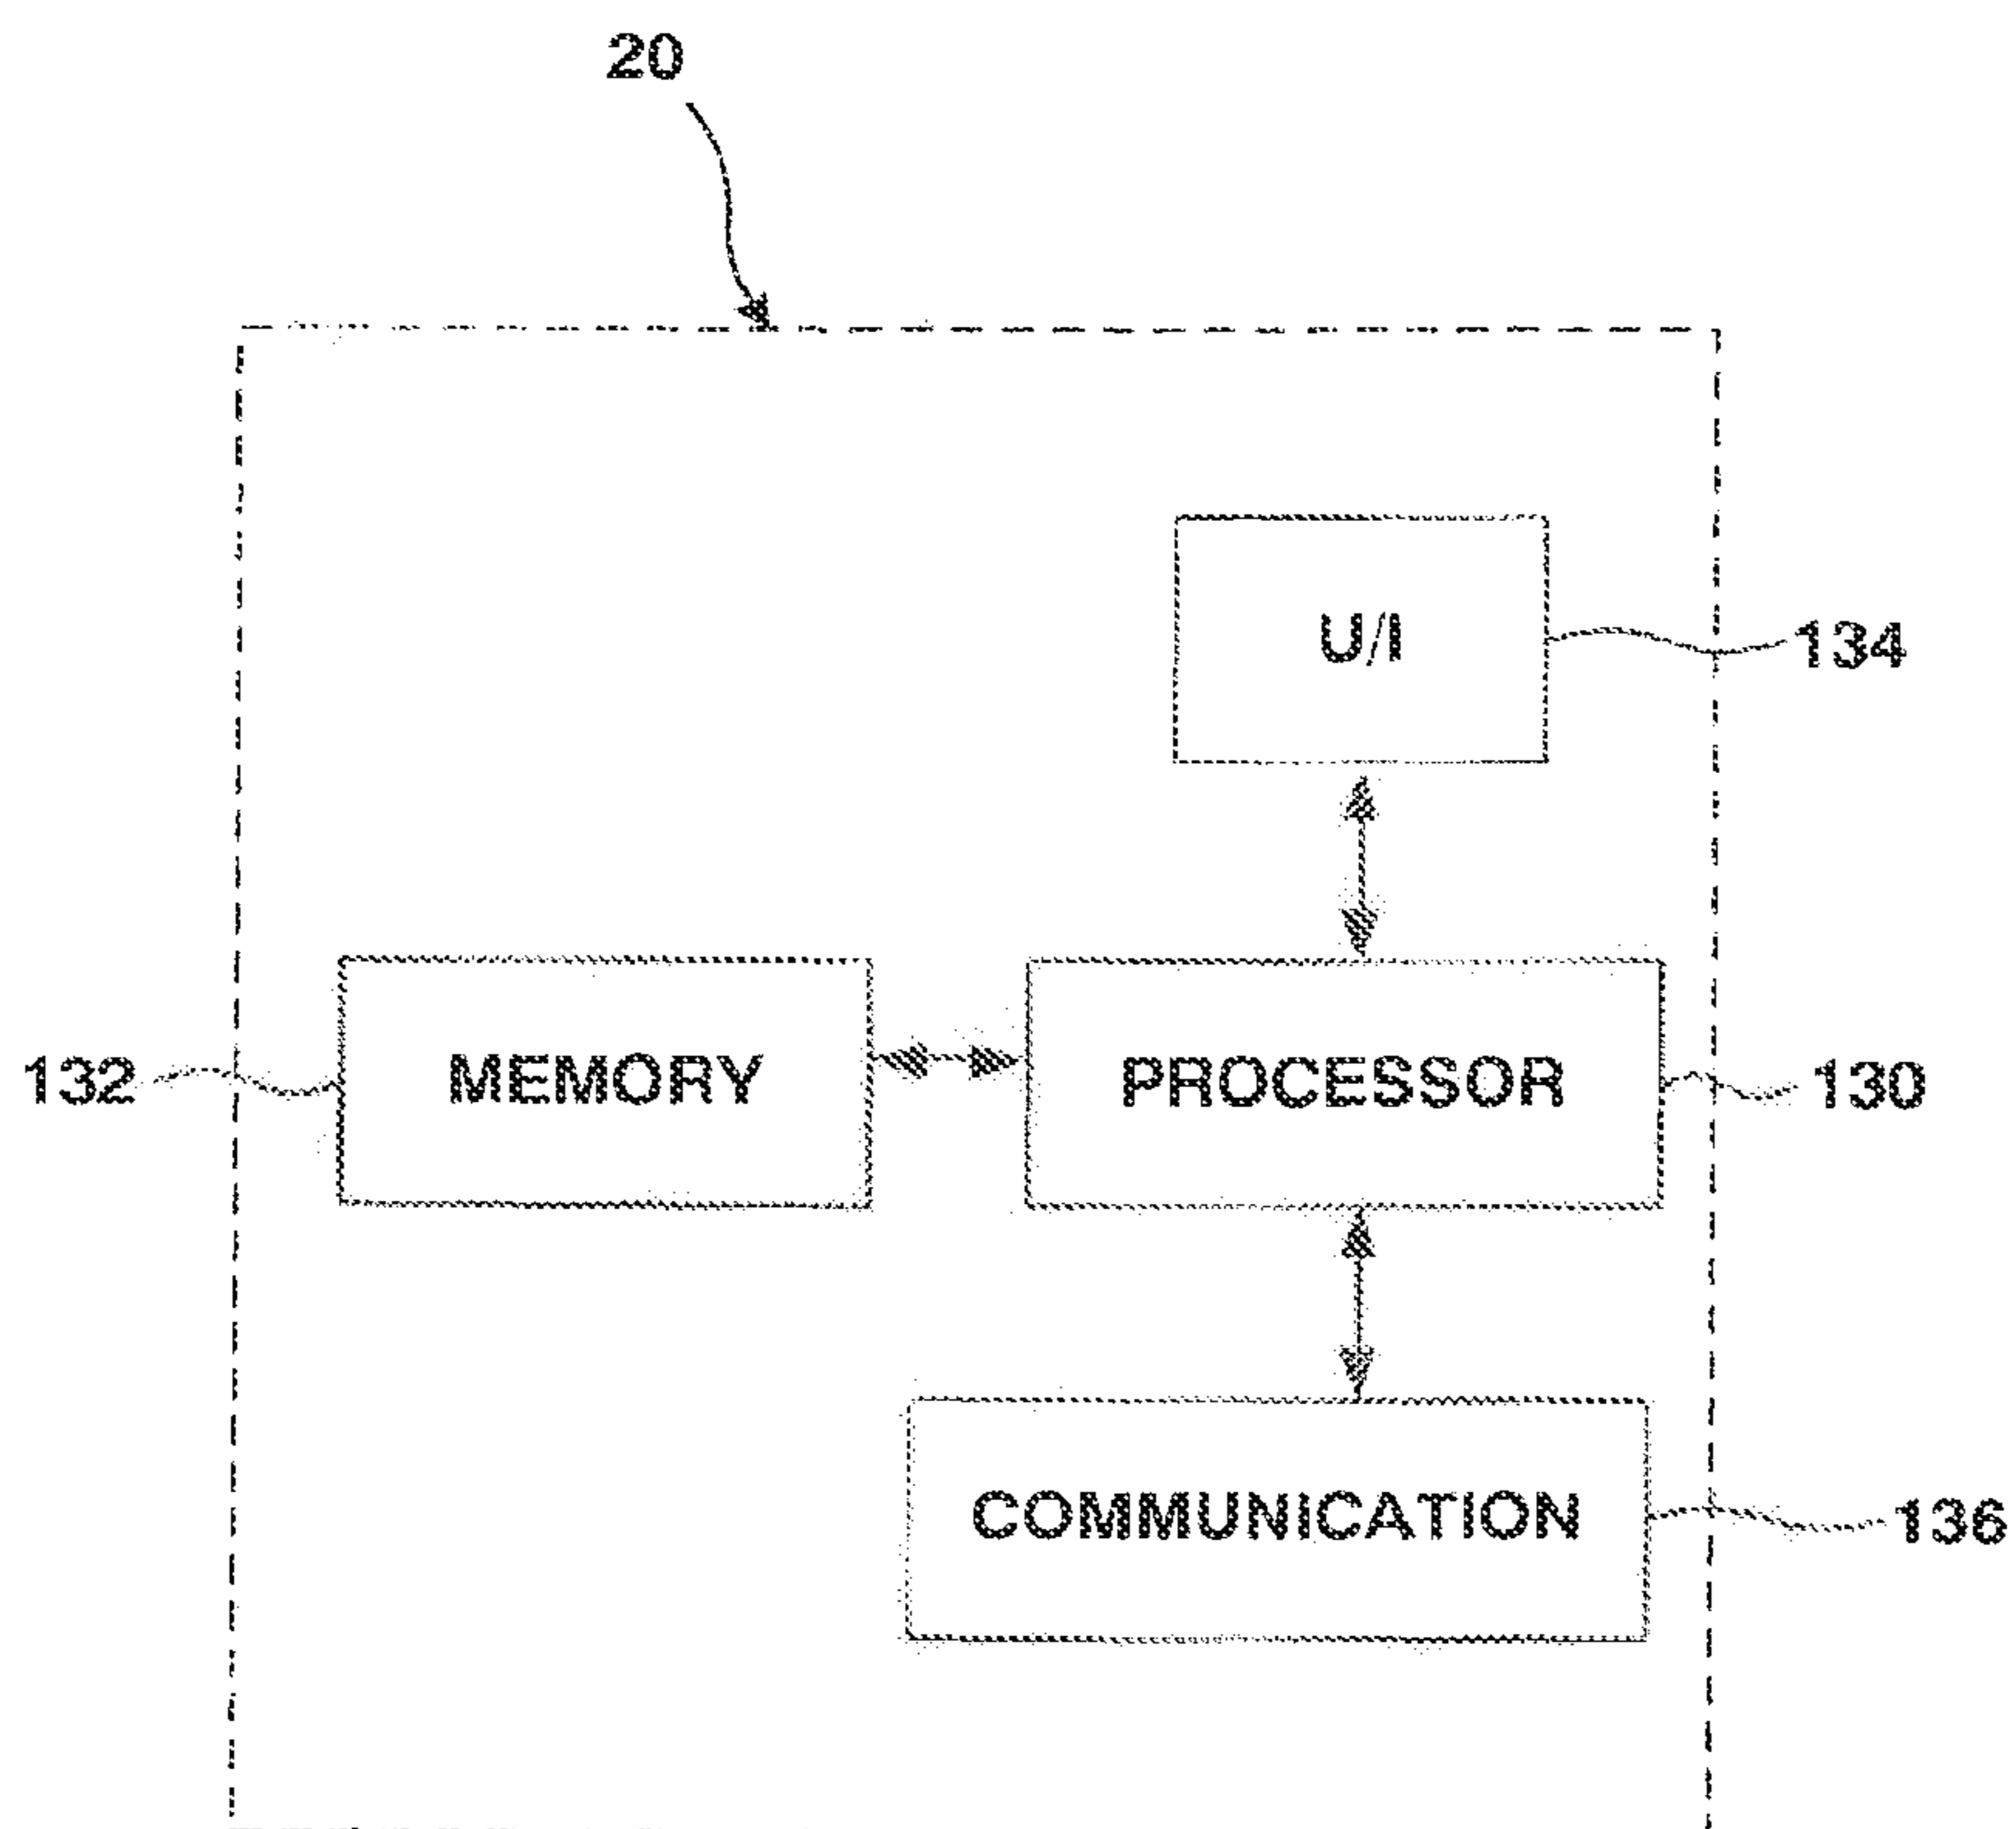 20
U/I
134
132
MEMORY
PROCESSOR
130
COMMUNICATION
136